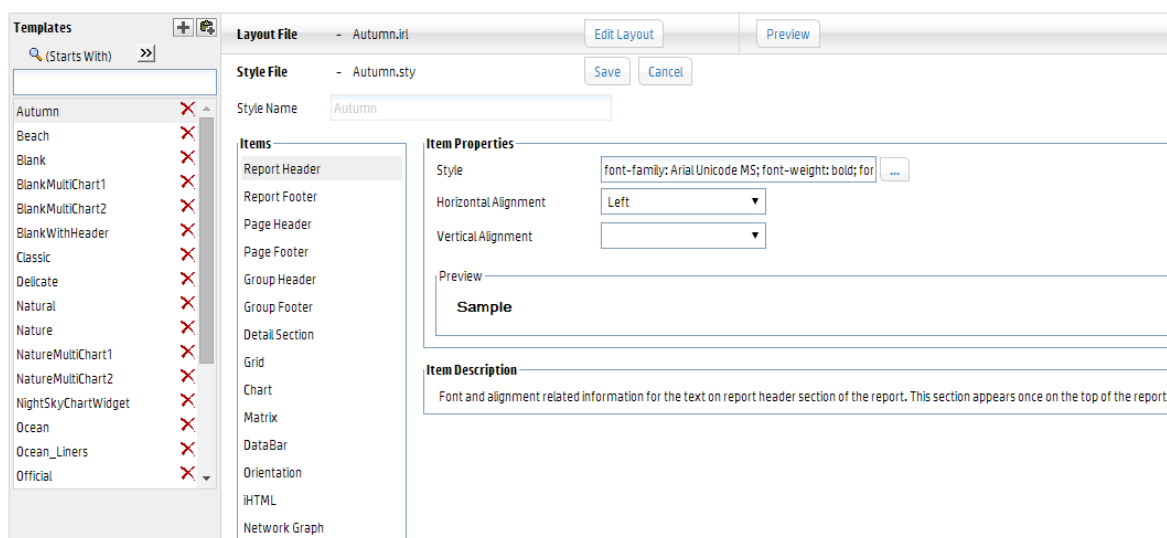 Templates
(Starts With)
Autumn
Beach
Blank
BlankMultiChart1
BlankMultiChart2
BlankWithHeader
Classic
Delicate
Natural
Nature
NatureMultiChart1
NatureMultiChart2
NightSkyChartWidget
Ocean
Ocean_Liners
Official
Layout File - Autumn.irl Edit Layout Preview
Style File - Autumn.sty Save Cancel
Style Name Autumn
Items
Report Header
Report Footer
Page Header
Page Footer
Group Header
Group Footer
Detail Section
Grid
Chart
Matrix
DataBar
Orientation
iHTML
Network Graph
Item Properties
Style font-family: Arial Unicode MS; font-weight: bold; for ...
Horizontal Alignment Left
Vertical Alignment
Preview
Sample
Item Description
Font and alignment related information for the text on report header section of the report. This section appears once on the top of the report